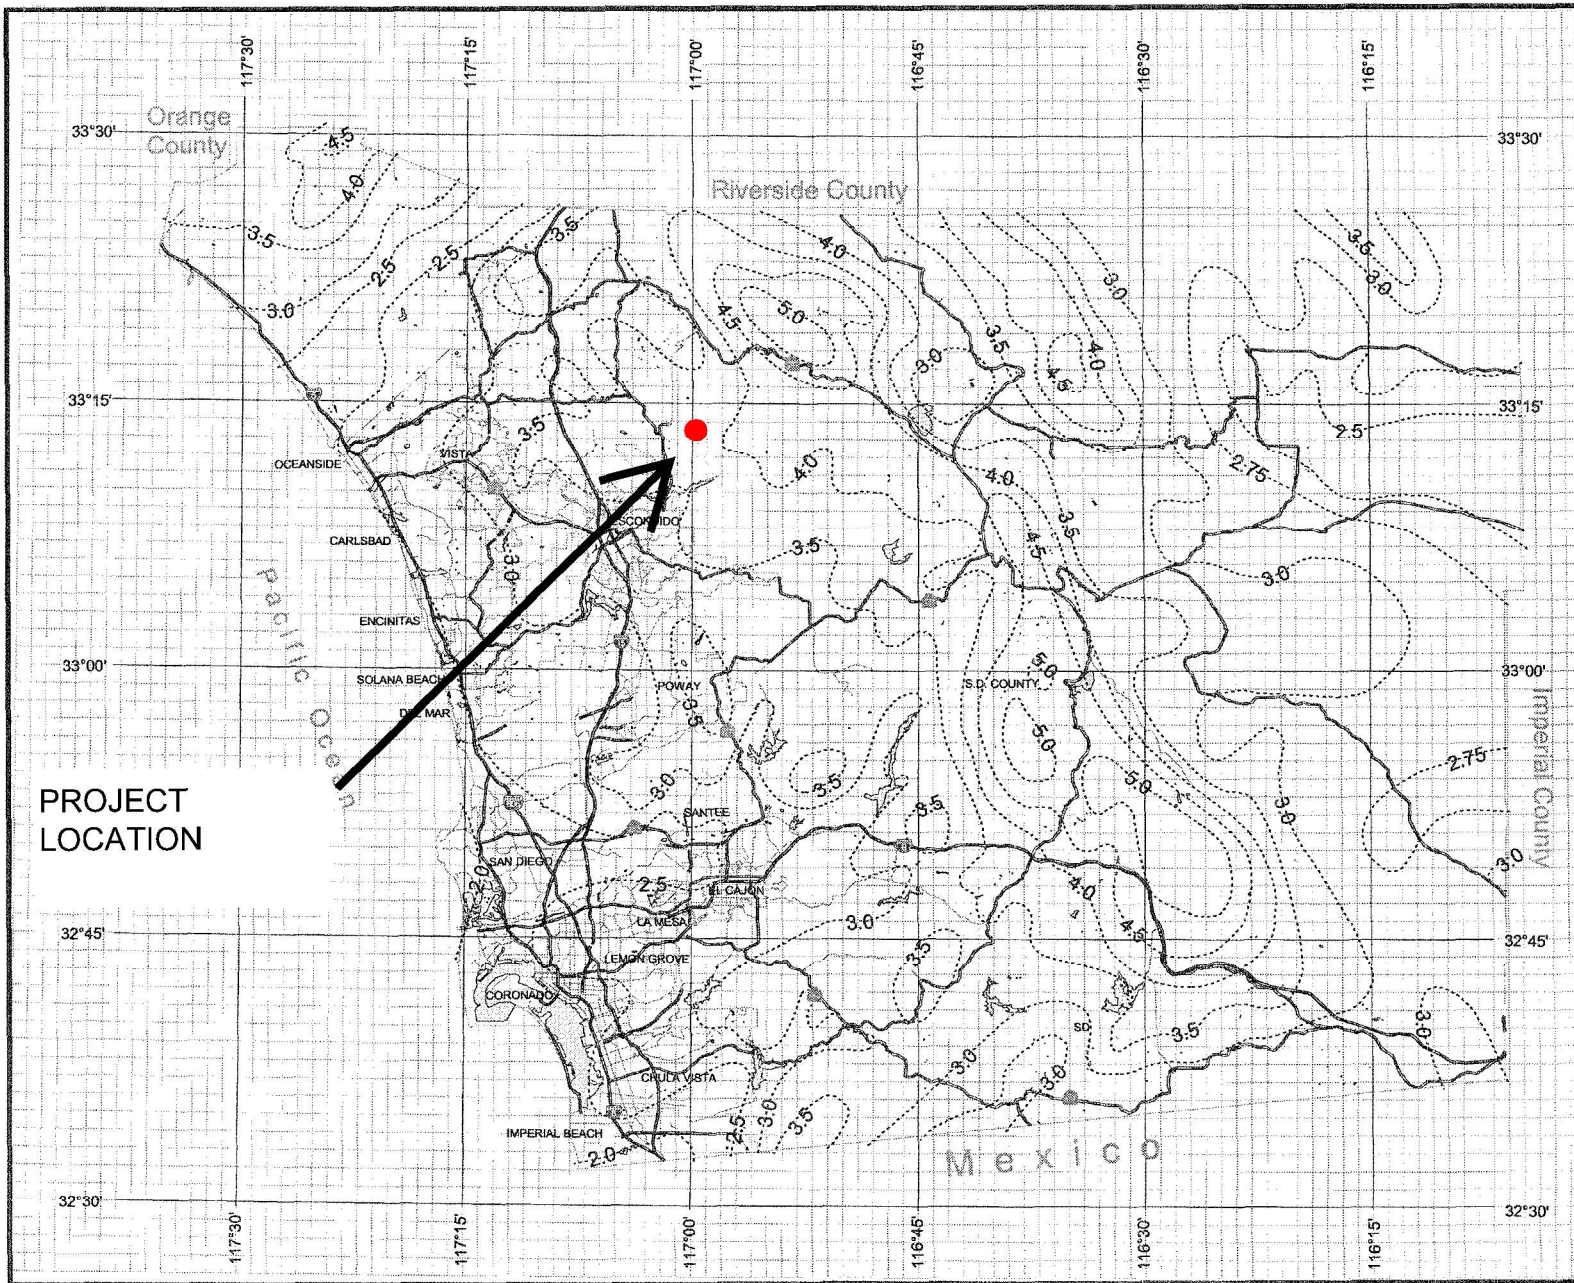 117°30'
117°15'
117°00'
116°45'
116°30'
116°15'
33°30'
Orange
County
4.5
4.0
33°30'
Riverside County
3.5
3.5
4.0
3.5
2.5
2.5
3.0
3.0
3.0
4.5
5.0
3.5
4.0
3.0
4.5
33°15'
33°15'
3.5
2.5
OCEANSIDE
VISTA
4.0
4.0
2.75
ESCONDIDO
3.5
CARLSBAD
3.5
4.5
3.0
3.0
Pacific Ocean
ENCINITAS
33°00'
5.0
33°00'
SOLANA BEACH
POWAY
S.D. COUNTY
DEL MAR
3.5
5.0
Imperial County
2.75
PROJECT
LOCATION
3.0
3.5
5.0
SANTEE
3.5
3.0
SAN DIEGO
3.0
2.0
2.5
EL CAJON
4.0
LA MESA
3.0
32°45'
4.5
32°45'
LEMON GROVE
3.5
CORONADO
SD
3.5
3.0
3.0
CHULA VISTA
3.0
IMPERIAL BEACH
2.5
3.0
3.5
2.0
Mexico
32°30'
32°30'
117°30'
117°15'
117°00'
116°45'
116°30'
116°15'